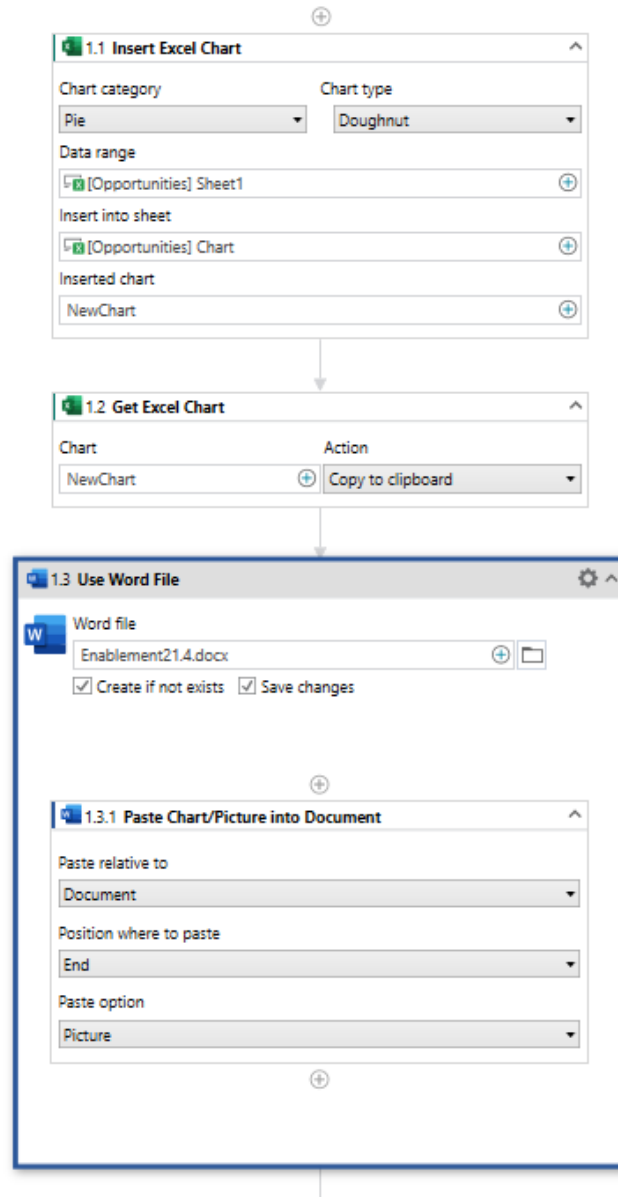 1.1 Insert Excel Chart
Chart category Chart type
Pie Doughnut
Data range
[Opportunities] Sheet1
Insert into sheet
[Opportunities] Chart
Inserted chart
NewChart
1.2 Get Excel Chart
Chart Action
NewChart Copy to clipboard
1.3 Use Word File
Word file
Enablement21.4.docx
Create if not exists Save changes
1.3.1 Paste Chart/Picture into Document
Paste relative to
Document
Position where to paste
End
Paste option
Picture